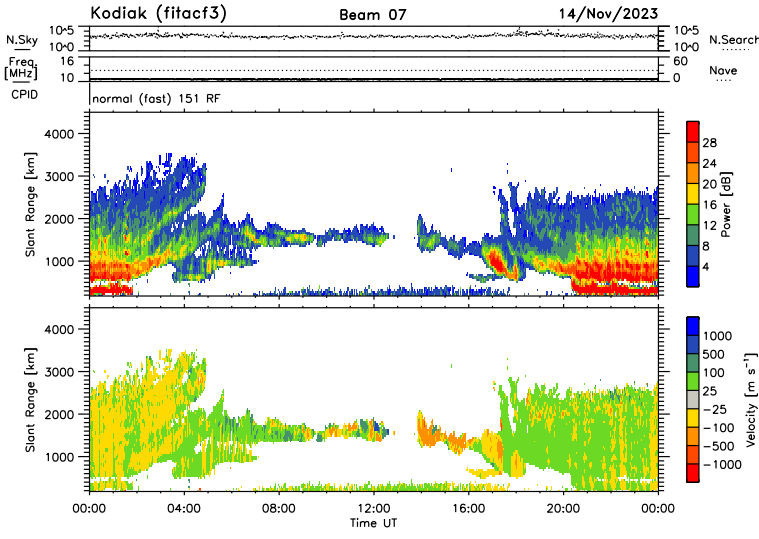 Kodiak (fitacf3) Beam 07 14/Nov/2023
N.Sky 10^5 10^0 10^5 10^0 N.Search
Freq. [MHz] 16 10 60 0 Nave
CPID normal (fast) 151 RF
Slant Range [km] 4000 3000 2000 1000
Power [dB] 28 24 20 16 12 8 4
Slant Range [km] 4000 3000 2000 1000
Velocity [m s⁻¹] 1000 500 100 25 −25 −100 −500 −1000
00:00 04:00 08:00 12:00 16:00 20:00 00:00
Time UT